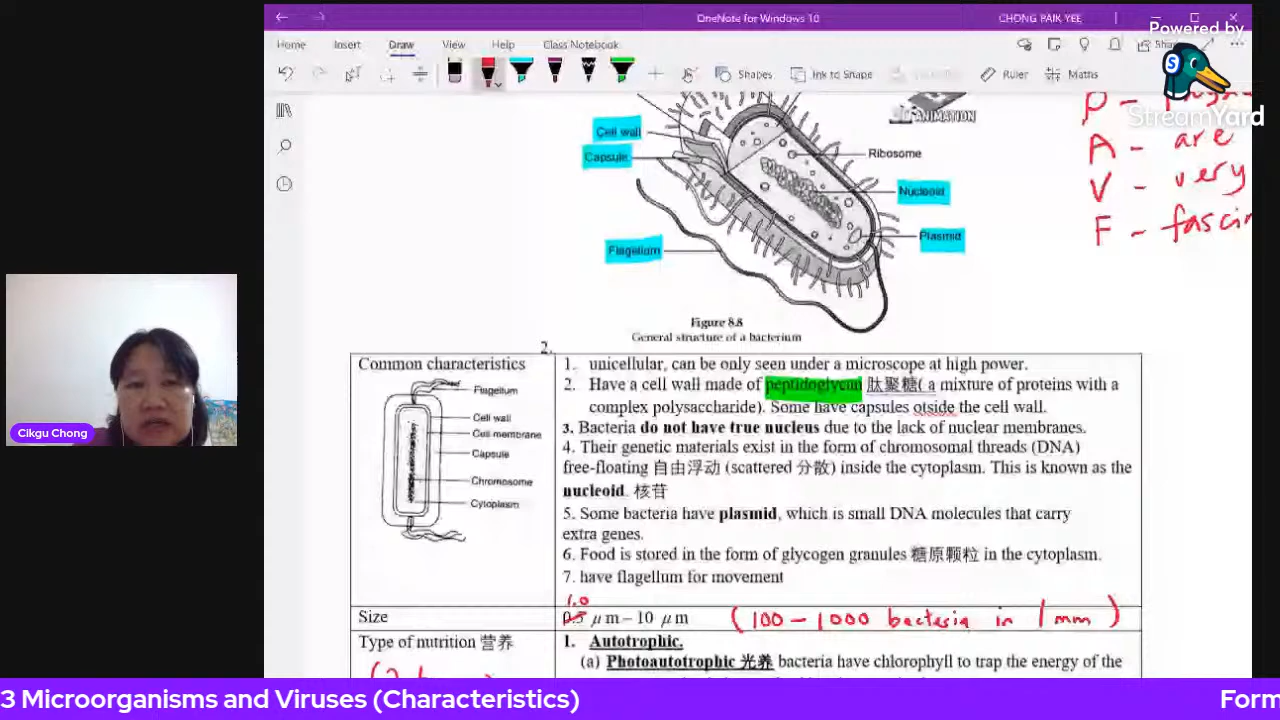 OneNote for Windows 10
CHONG PAIK YEE
Powered by
Home Insert Draw View Help Class Notebook
Shapes Ink to Shape Ruler Maths
StreamYard
ANIMATION
A - are
V - very
F -
Cell wall
Capsule
Flagellum
Ribosome
Nucleoid
Plasmid
Figure 8.8
General structure of a bacterium
2.
Common characteristics
Flagellum
Cell wall
Cell membrane
Capsule
Chromosome
Cytoplasm
1. unicellular, can be only seen under a microscope at high power.
2. Have a cell wall made of peptidoglycan 肽聚糖( a mixture of proteins with a
complex polysaccharide). Some have capsules otside the cell wall.
3. Bacteria do not have true nucleus due to the lack of nuclear membranes.
4. Their genetic materials exist in the form of chromosomal threads (DNA)
free-floating 自由浮动 (scattered 分散) inside the cytoplasm. This is known as the
nucleoid. 核苷
5. Some bacteria have plasmid, which is small DNA molecules that carry
extra genes.
6. Food is stored in the form of glycogen granules 糖原颗粒 in the cytoplasm.
7. have flagellum for movement
Size
1.0
0.5 μm – 10 μm (100 - 1000 bacteria in 1 mm)
Type of nutrition 营养
1. Autotrophic.
(a) Photoautotrophic 光养 bacteria have chlorophyll to trap the energy of the
Cikgu Chong
3 Microorganisms and Viruses (Characteristics)
Form